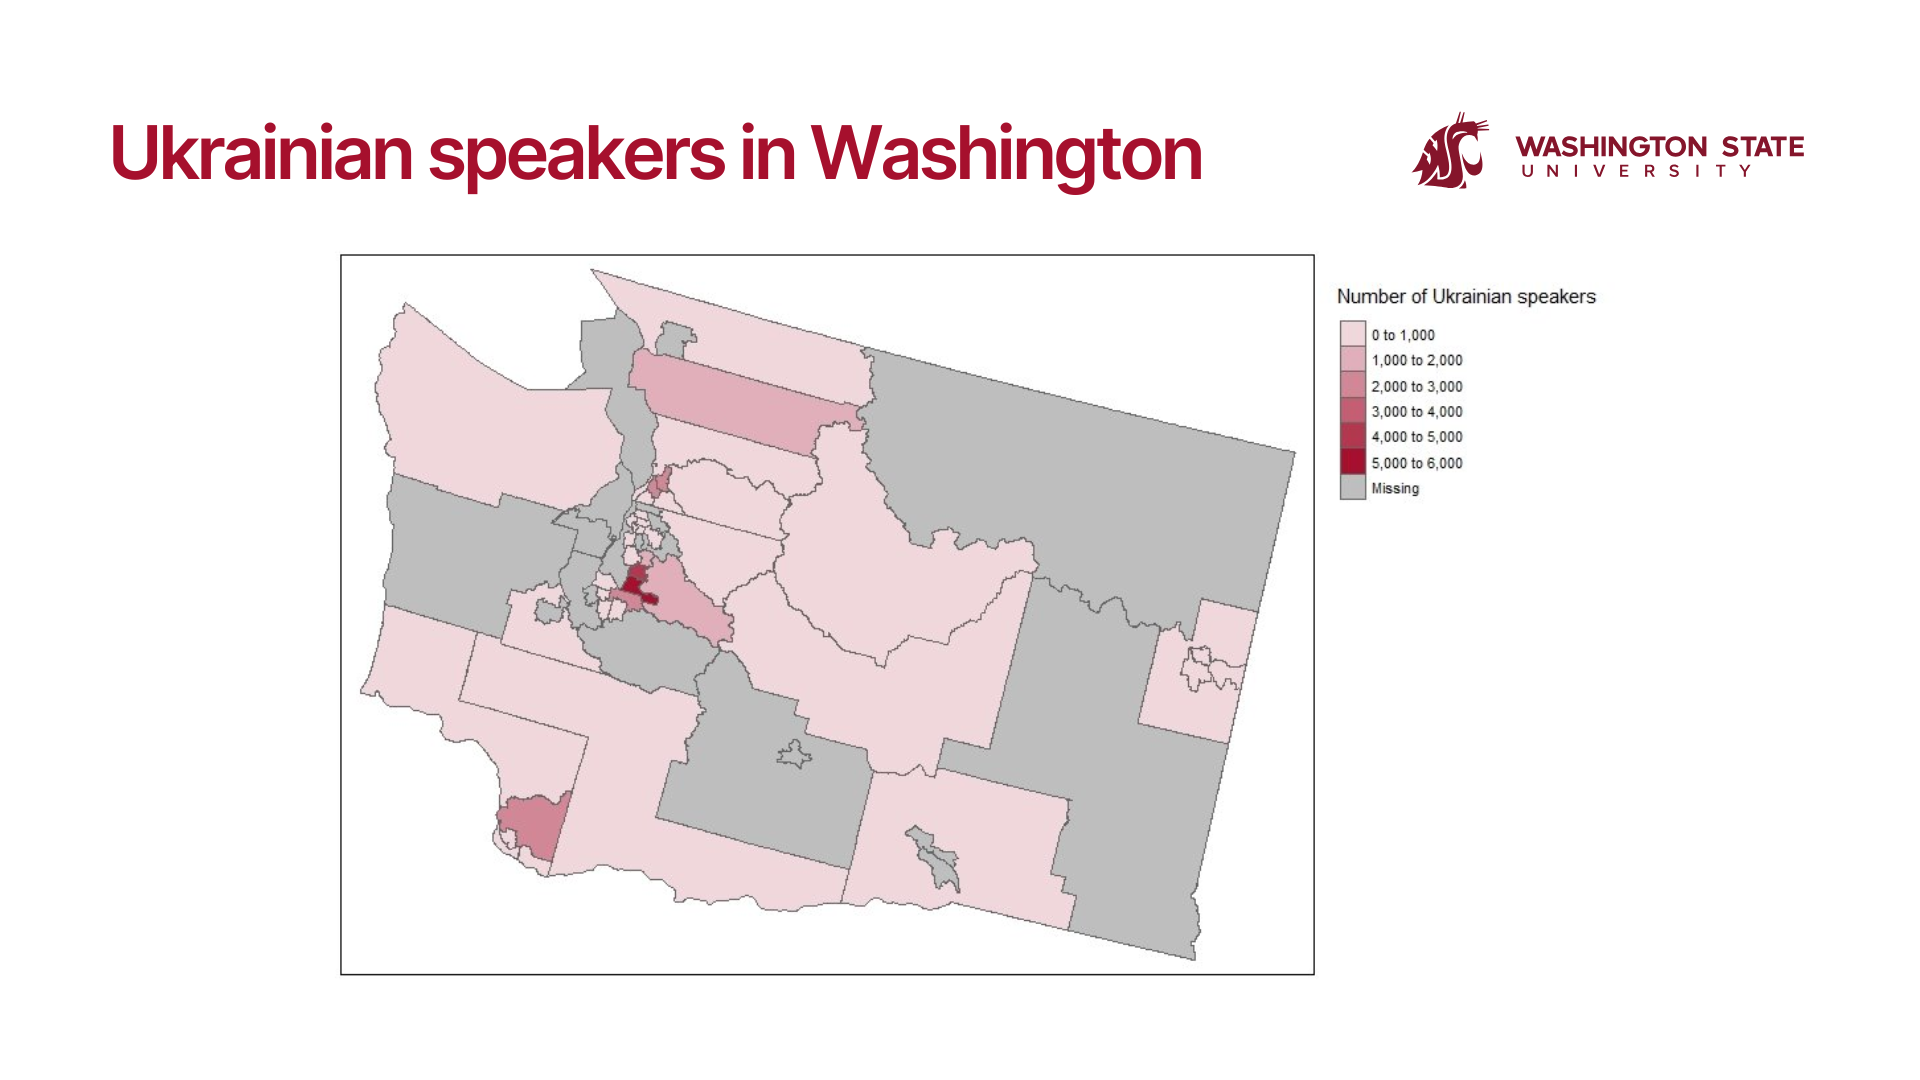 Ukrainian speakers in Washington
WASHINGTON STATE
UNIVERSITY
Number of Ukrainian speakers
0 to 1,000
1,000 to 2,000
2,000 to 3,000
3,000 to 4,000
4,000 to 5,000
5,000 to 6,000
Missing